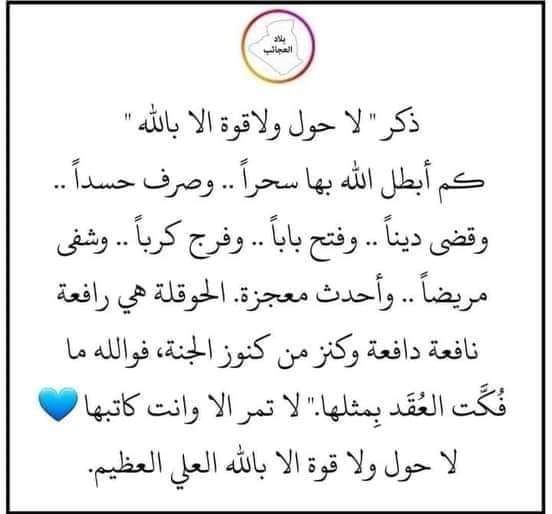 بلاد
العجائب
ذكر " لا حول ولاقوة الا بالله "
كم أبطل الله بها سحراً .. وصرف حسداً ..
وقضى ديناً .. وفتح باباً .. وفرج كرباً .. وشفى
مريضاً .. وأحدث معجزة. الحوقلة هي رافعة
نافعة دافعة وكنز من كنوز الجنة، فوالله ما
فُكَّت العُقَد بِمثلها." لا تمر الا وانت كاتبها 💙
لا حول ولا قوة الا بالله العلي العظيم.